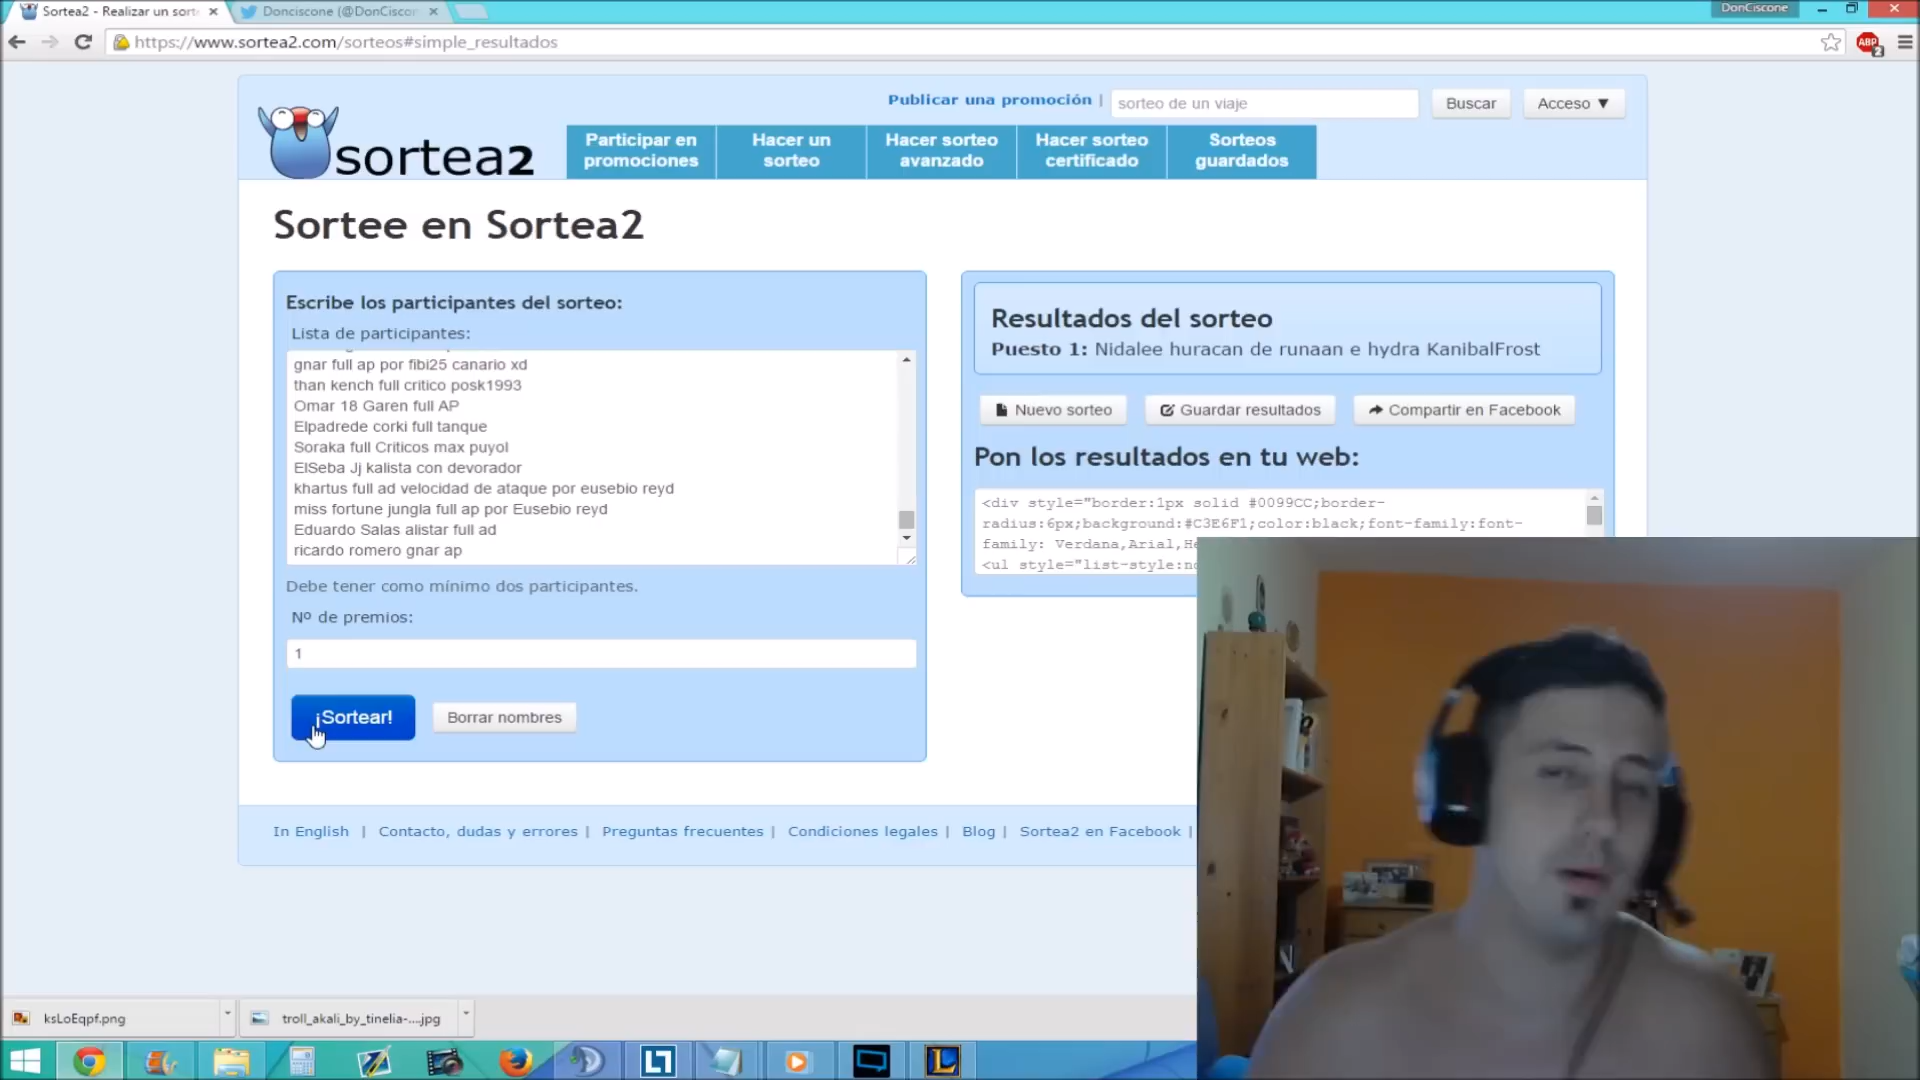 Sortea2 - Realizar un sort
Donciscone (@DonCiscon
DonCiscone
https://www.sortea2.com/sorteos#simple_resultados
ABP
2
Publicar una promoción |
sorteo de un viaje
Buscar
Acceso ▼
sortea2
Participar en promociones
Hacer un sorteo
Hacer sorteo avanzado
Hacer sorteo certificado
Sorteos guardados
Sortee en Sortea2
Escribe los participantes del sorteo:
Lista de participantes:
gnar full ap por fibi25 canario xd
than kench full critico posk1993
Omar 18 Garen full AP
Elpadrede corki full tanque
Soraka full Criticos max puyol
ElSeba Jj kalista con devorador
khartus full ad velocidad de ataque por eusebio reyd
miss fortune jungla full ap por Eusebio reyd
Eduardo Salas alistar full ad
ricardo romero gnar ap
Debe tener como mínimo dos participantes.
Nº de premios:
1
¡Sortear!
Borrar nombres
Resultados del sorteo
Puesto 1: Nidalee huracan de runaan e hydra KanibalFrost
Nuevo sorteo
Guardar resultados
Compartir en Facebook
Pon los resultados en tu web:
<div style="border:1px solid #0099CC;border-
radius:6px;background:#C3E6F1;color:black;font-family:font-
family: Verdana,Arial,He
<ul style="list-style:no
In English | Contacto, dudas y errores | Preguntas frecuentes | Condiciones legales | Blog | Sortea2 en Facebook |
ksLoEqpf.png
troll_akali_by_tinelia-....jpg